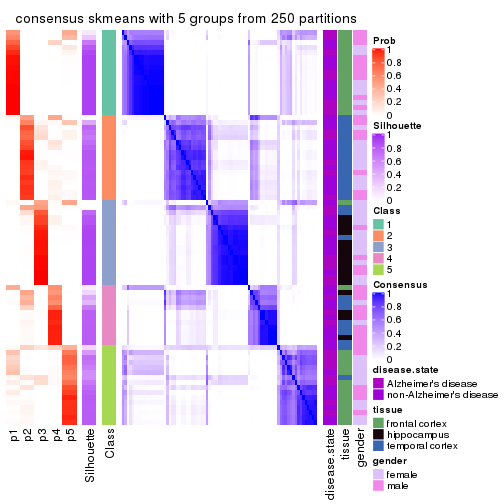 consensus skmeans with 5 groups from 250 partitions
Prob
1
0.8
0.6
0.4
0.2
0
Silhouette
1
0.8
0.6
0.4
0.2
0
Class
1
2
3
4
5
Consensus
1
0.8
0.6
0.4
0.2
0
disease.state
Alzheimer's disease
non-Alzheimer's disease
tissue
frontal cortex
hippocampus
temporal cortex
gender
female
male
p1
p2
p3
p4
p5
Silhouette
Class
disease.state
tissue
gender